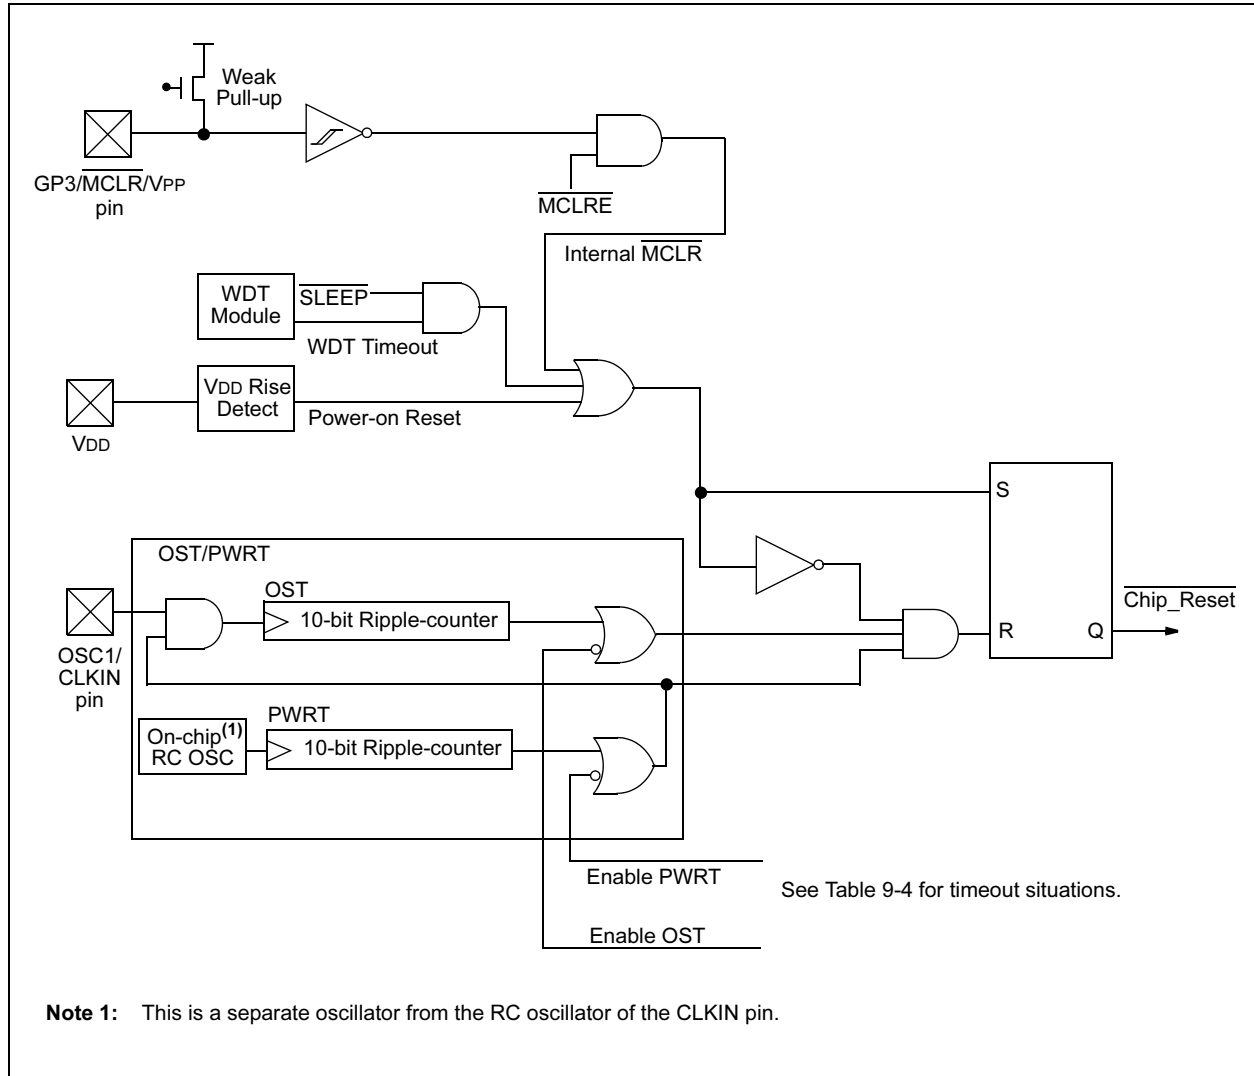 Weak
Pull-up
GP3/MCLR/VPP
pin
MCLRE
Internal MCLR
WDT
Module
SLEEP
WDT Timeout
VDD Rise
Detect
Power-on Reset
VDD
S
OST/PWRT
OST
10-bit Ripple-counter
Chip_Reset
R
Q
OSC1/
CLKIN
pin
PWRT
On-chip(1)
RC OSC
10-bit Ripple-counter
Enable PWRT
See Table 9-4 for timeout situations.
Enable OST
Note 1: This is a separate oscillator from the RC oscillator of the CLKIN pin.